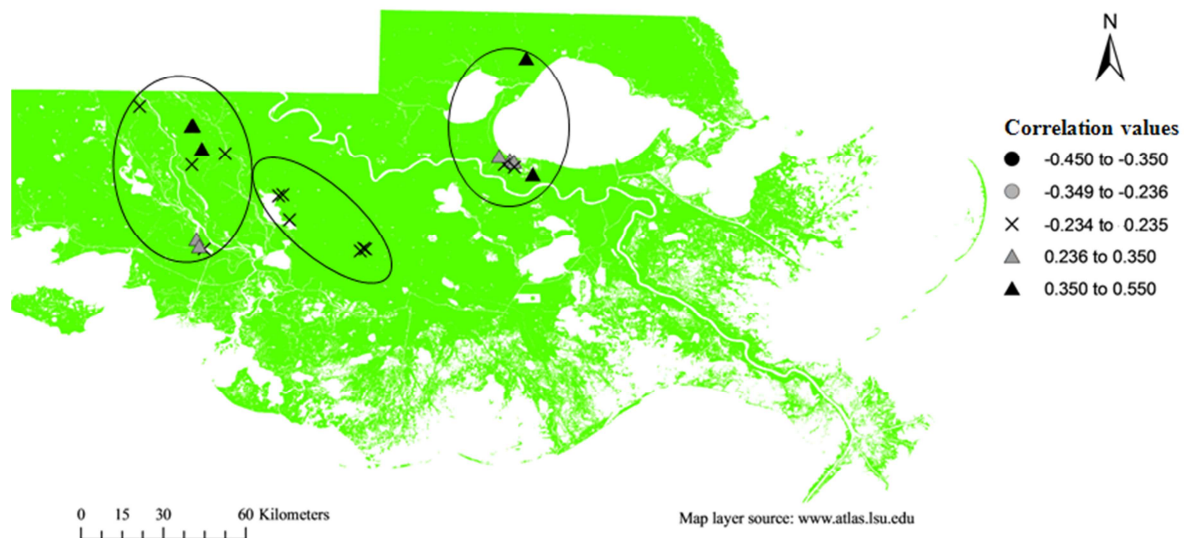 N
Correlation values
-0.450 to -0.350
-0.349 to -0.236
-0.234 to 0.235
0.236 to 0.350
0.350 to 0.550
0 15 30 60 Kilometers
Map layer source: www.atlas.lsu.edu